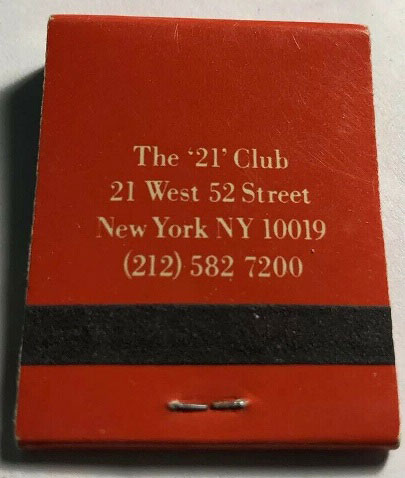 The ‘21’ Club
21 West 52 Street
New York NY 10019
(212) 582 7200